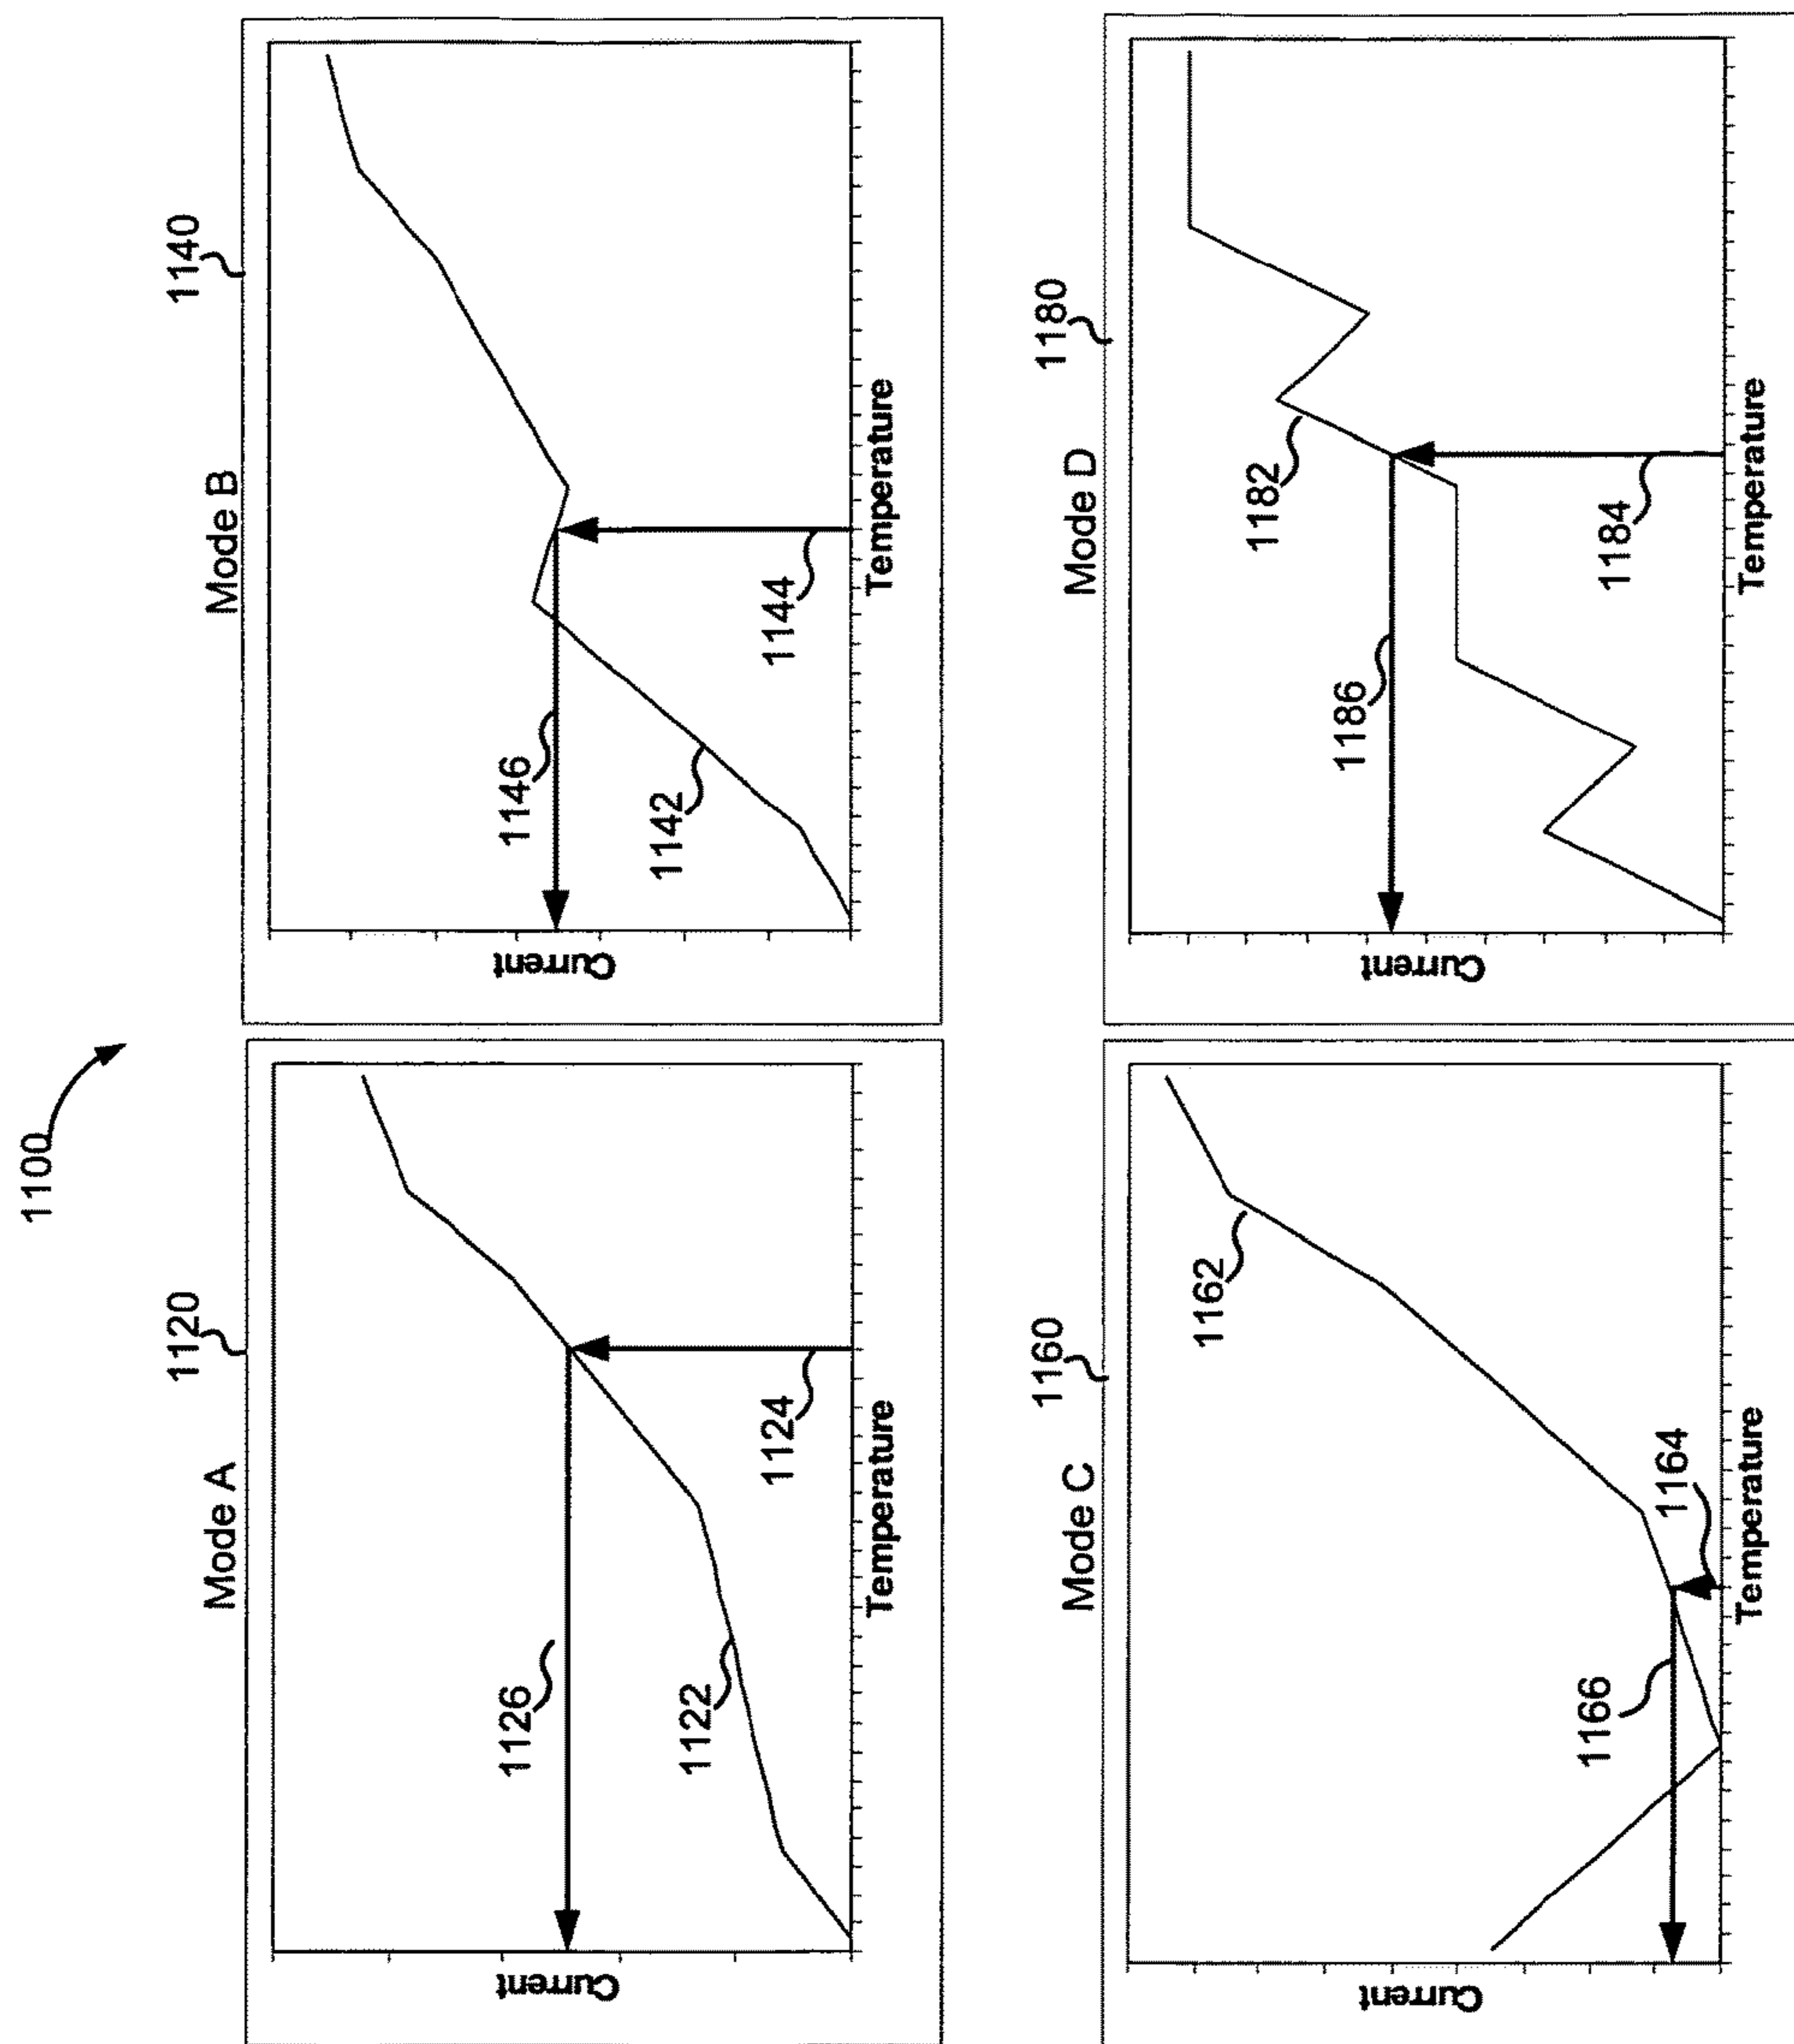 1100
Mode A
1120
Current
1126
1122
1124
Temperature
Mode B
1140
Current
1146
1142
1144
Temperature
Mode C
1160
Current
1162
1166
1164
Temperature
Mode D
1180
Current
1182
1186
1184
Temperature